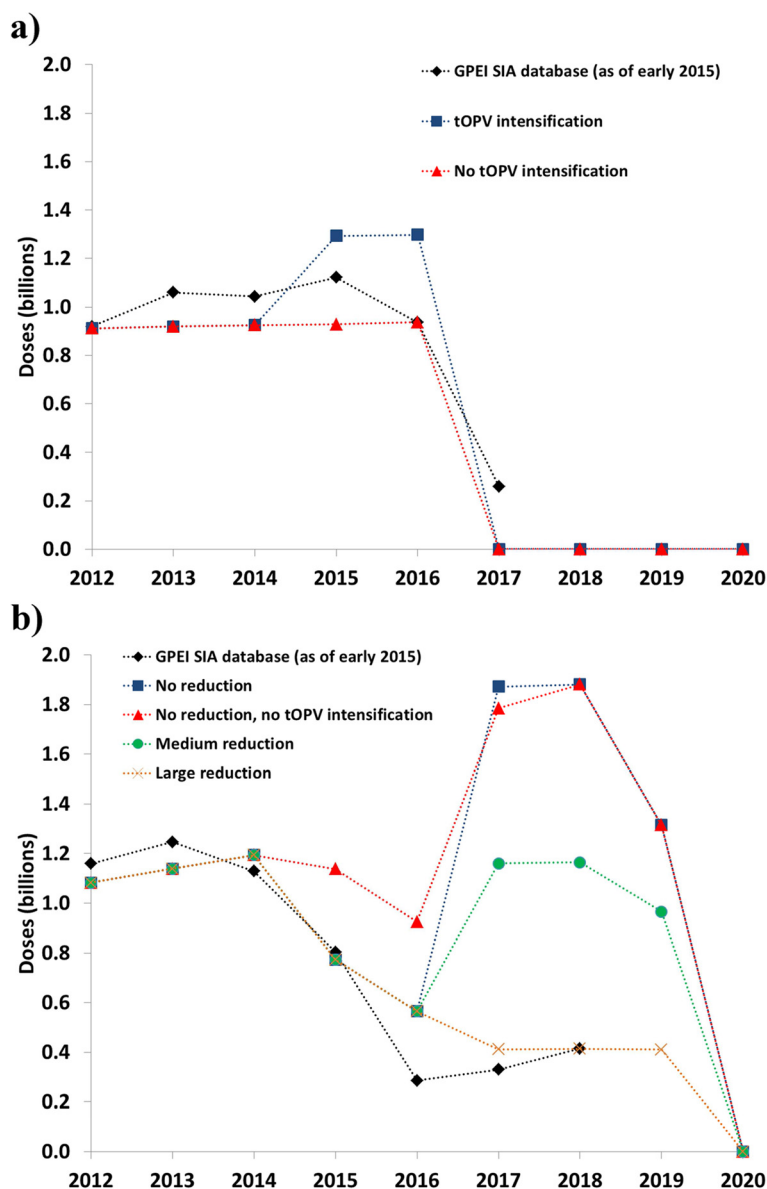 a)
2.0
GPEI SIA database (as of early 2015)
1.8
tOPV intensification
1.6
No tOPV intensification
1.4
1.2
1.0
0.8
0.6
0.4
0.2
0.0
Doses (billions)
2012 2013 2014 2015 2016 2017 2018 2019 2020
b)
2.0
GPEI SIA database (as of early 2015)
No reduction
1.8
No reduction, no tOPV intensification
1.6
Medium reduction
Large reduction
1.4
1.2
1.0
0.8
0.6
0.4
0.2
0.0
Doses (billions)
2012 2013 2014 2015 2016 2017 2018 2019 2020